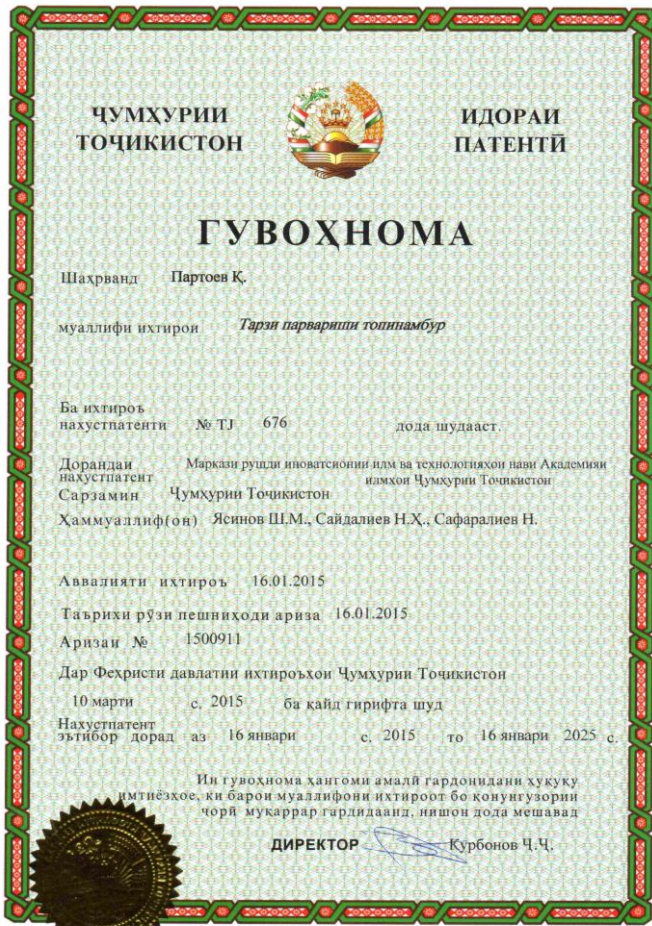 ҶУМҲУРИИ
ТОҶИКИСТОН
ИДОРАИ
ПАТЕНТӢ
ГУВОҲНОМА
Шаҳрванд Партоев Қ.
муаллифи ихтирои Тарзи парвариши топинамбур
Ба ихтироъ
нахустпатенти № TJ 676 дода шудааст.
Дорандаи Маркази рушди иноватсионии илм ва технологияҳои нави Академияи
нахустпатент илмҳои Ҷумҳурии Тоҷикистон
Сарзамин Ҷумҳурии Тоҷикистон
Ҳаммуаллиф(он) Ясинов Ш.М., Сайдалиев Н.Ҳ., Сафаралиев Н.
Аввалияти ихтироъ 16.01.2015
Таърихи рӯзи пешниҳоди ариза 16.01.2015
Аризаи № 1500911
Дар Феҳристи давлатии ихтироъҳои Ҷумҳурии Тоҷикистон
10 марти с. 2015 ба қайд гирифта шуд
Нахустпатент
эътибор дорад аз 16 январи с. 2015 то 16 январи 2025 с.
Ин гувоҳнома ҳангоми амалӣ гардонидани ҳуқуқу
имтиёзҳое, ки барои муаллифони ихтироот бо қонунгузории
ҷорӣ муқаррар гардидаанд, нишон дода мешавад
ДИРЕКТОР Қурбонов Ҷ.Ҷ.